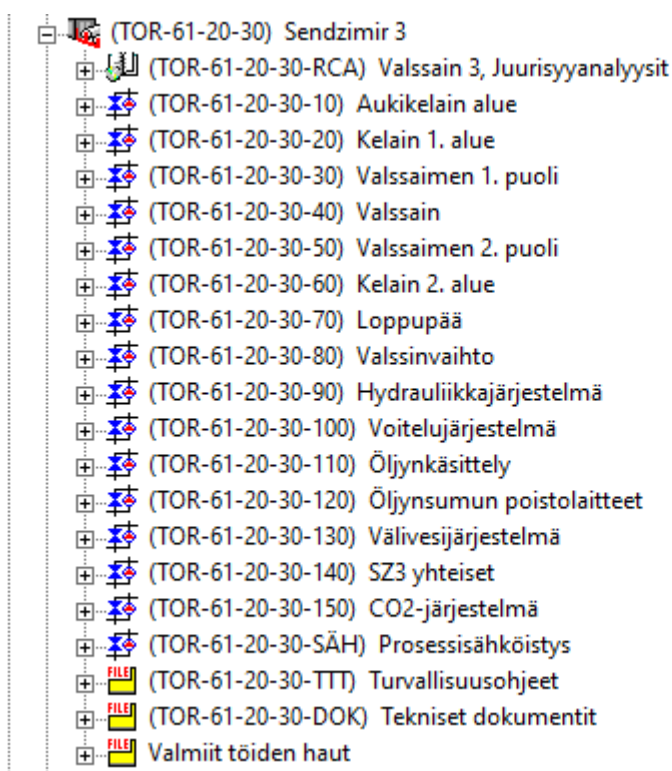 (TOR-61-20-30) Sendzimir 3
(TOR-61-20-30-RCA) Valssain 3, Juurisyyanalyysit
(TOR-61-20-30-10) Aukikelain alue
(TOR-61-20-30-20) Kelain 1. alue
(TOR-61-20-30-30) Valssaimen 1. puoli
(TOR-61-20-30-40) Valssain
(TOR-61-20-30-50) Valssaimen 2. puoli
(TOR-61-20-30-60) Kelain 2. alue
(TOR-61-20-30-70) Loppupää
(TOR-61-20-30-80) Valssinvaihto
(TOR-61-20-30-90) Hydrauliikkajärjestelmä
(TOR-61-20-30-100) Voitelujärjestelmä
(TOR-61-20-30-110) Öljynkäsittely
(TOR-61-20-30-120) Öljynsumun poistolaitteet
(TOR-61-20-30-130) Välivesijärjestelmä
(TOR-61-20-30-140) SZ3 yhteiset
(TOR-61-20-30-150) CO2-järjestelmä
(TOR-61-20-30-SÄH) Prosessisähköistys
FILE (TOR-61-20-30-TTT) Turvallisuusohjeet
FILE (TOR-61-20-30-DOK) Tekniset dokumentit
FILE Valmiit töiden haut